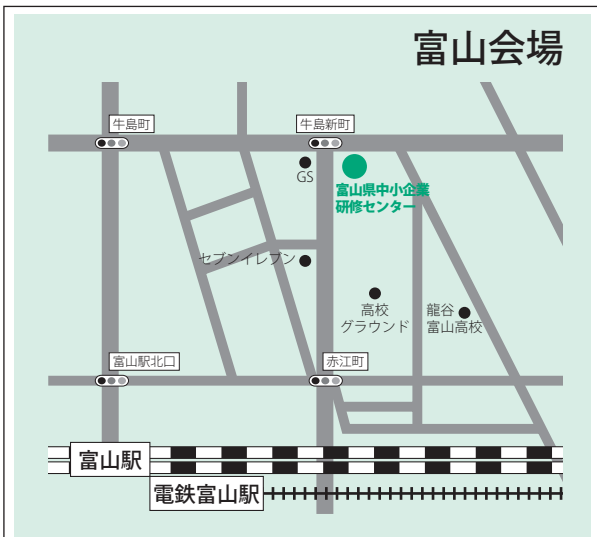 富山会場
牛島町
牛島新町
GS
富山県中小企業
研修センター
セブンイレブン
高校
グラウンド
龍谷
富山高校
富山駅北口
赤江町
富山駅
電鉄富山駅